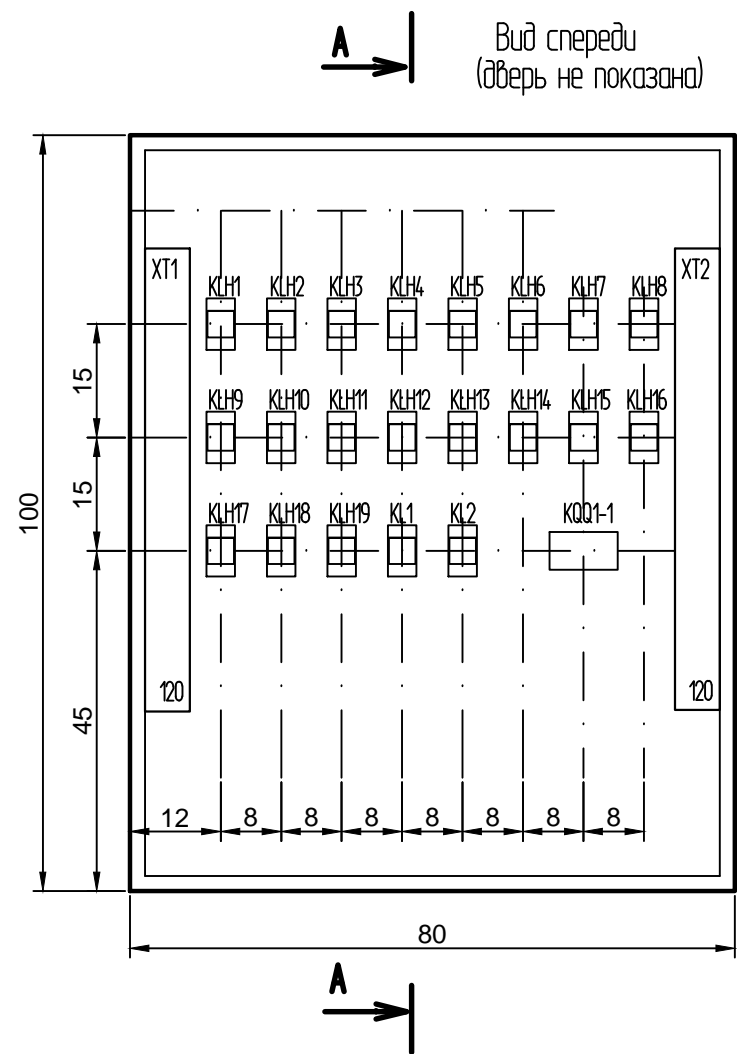 А
Вид спереди
(дверь не показана)
XT1
KLH1 KLH2 KLH3 KLH4 KLH5 KLH6 KLH7 KLH8
XT2
15
KLH9 KLH10 KLH11 KLH12 KLH13 KLH14 KLH15 KLH16
100
15
KLH17 KLH18 KLH19 KL1 KL2 KQQ1-1
120
120
45
12 8 8 8 8 8 8 8
80
А